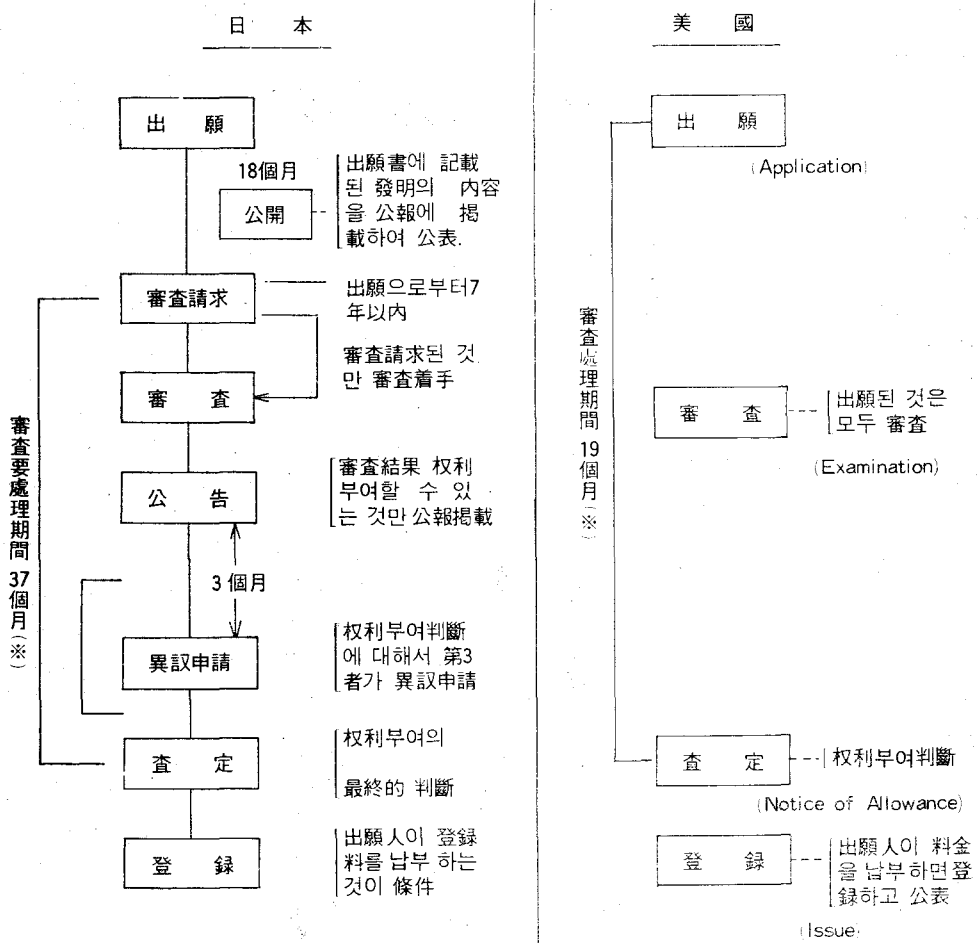 日 本
出 願
18個月
公開
出願書에 記載
된 發明의 内容
을 公報에 揭
載하여 公表.
審査請求
出願으로부터7
年以內
審査請求된 것
만 審査着手
審 査
公 告
審査結果 权利
부여할 수 있
는 것만 公報揭載
3個月
異議申請
权利부여判斷
에 대해서 第3
者가 異議申請
査 定
权利부여의
最終的 判斷
登 録
出願人이 登録
料를 납부 하는
것이 條件
審査要處理期間 37個月(※)
美 國
出 願
(Application)
審査處理期間 19個月(※)
審 査
出願된 것은
모두 審査
(Examination)
査 定
权利부여判斷
(Notice of Allowance)
登 録
出願人이 料金
을 납부하면登
録하고 公表
(Issue)